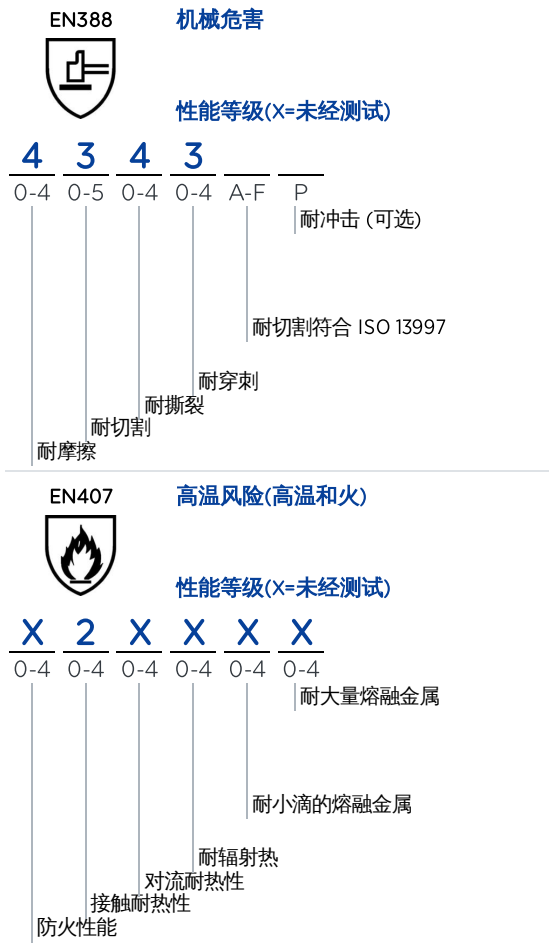 EN388 机械危害
性能等级(X=未经测试)
4 3 4 3
0-4 0-5 0-4 0-4 A-F P
耐冲击 (可选)
耐切割符合 ISO 13997
耐穿刺
耐撕裂
耐切割
耐摩擦
EN407 高温风险(高温和火)
性能等级(X=未经测试)
X 2 X X X X
0-4 0-4 0-4 0-4 0-4 0-4
耐大量熔融金属
耐小滴的熔融金属
耐辐射热
对流耐热性
接触耐热性
防火性能